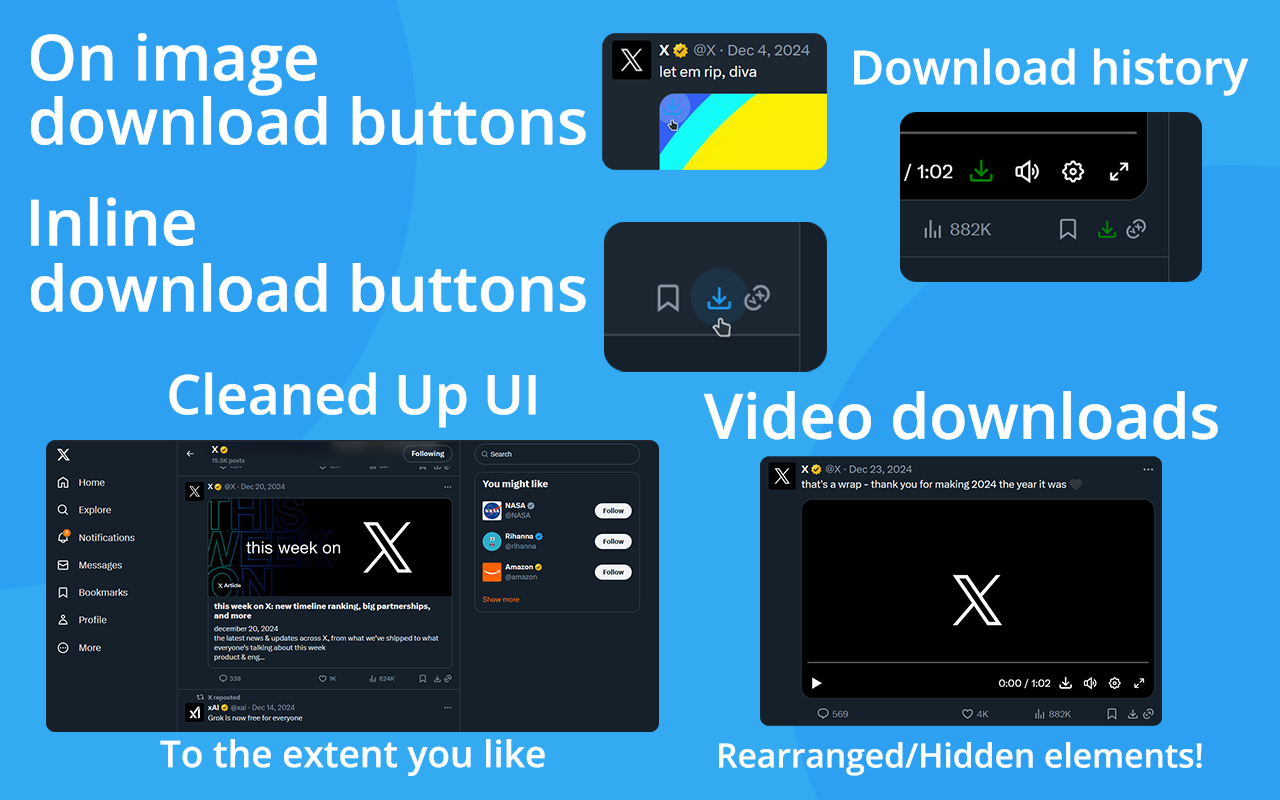 On image
download buttons
X @X · Dec 4, 2024
let em rip, diva
Download history
/ 1:02
882K
Inline
download buttons
Cleaned Up UI
Home
Explore
Notifications
Messages
Bookmarks
Profile
More
X
15.5K posts
Following
X @X · Dec 20, 2024
THIS
WEEK
ON
this week on
X Article
this week on X: new timeline ranking, big partnerships,
and more
december 20, 2024
the latest news & updates across X, from what we've shipped to what
everyone's talking about this week
product & eng...
338 1K 624K
X reposted
xAI @xai · Dec 14, 2024
Grok is now free for everyone
Search
You might like
NASA
@NASA
Follow
Rihanna
@rihanna
Follow
Amazon
@amazon
Follow
Show more
To the extent you like
Video downloads
X @X · Dec 23, 2024
that's a wrap - thank you for making 2024 the year it was
0:00 / 1:02
569 4K 882K
Rearranged/Hidden elements!